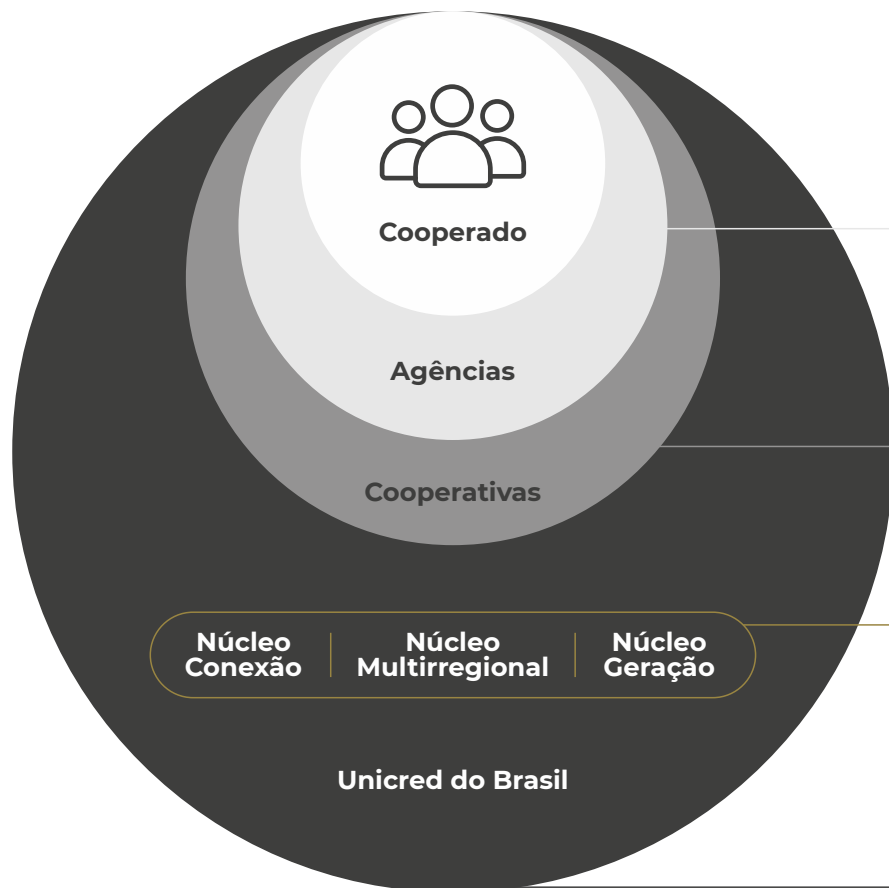 Cooperado
Agências
Cooperativas
Núcleo
Conexão
Núcleo
Multirregional
Núcleo
Geração
Unicred do Brasil